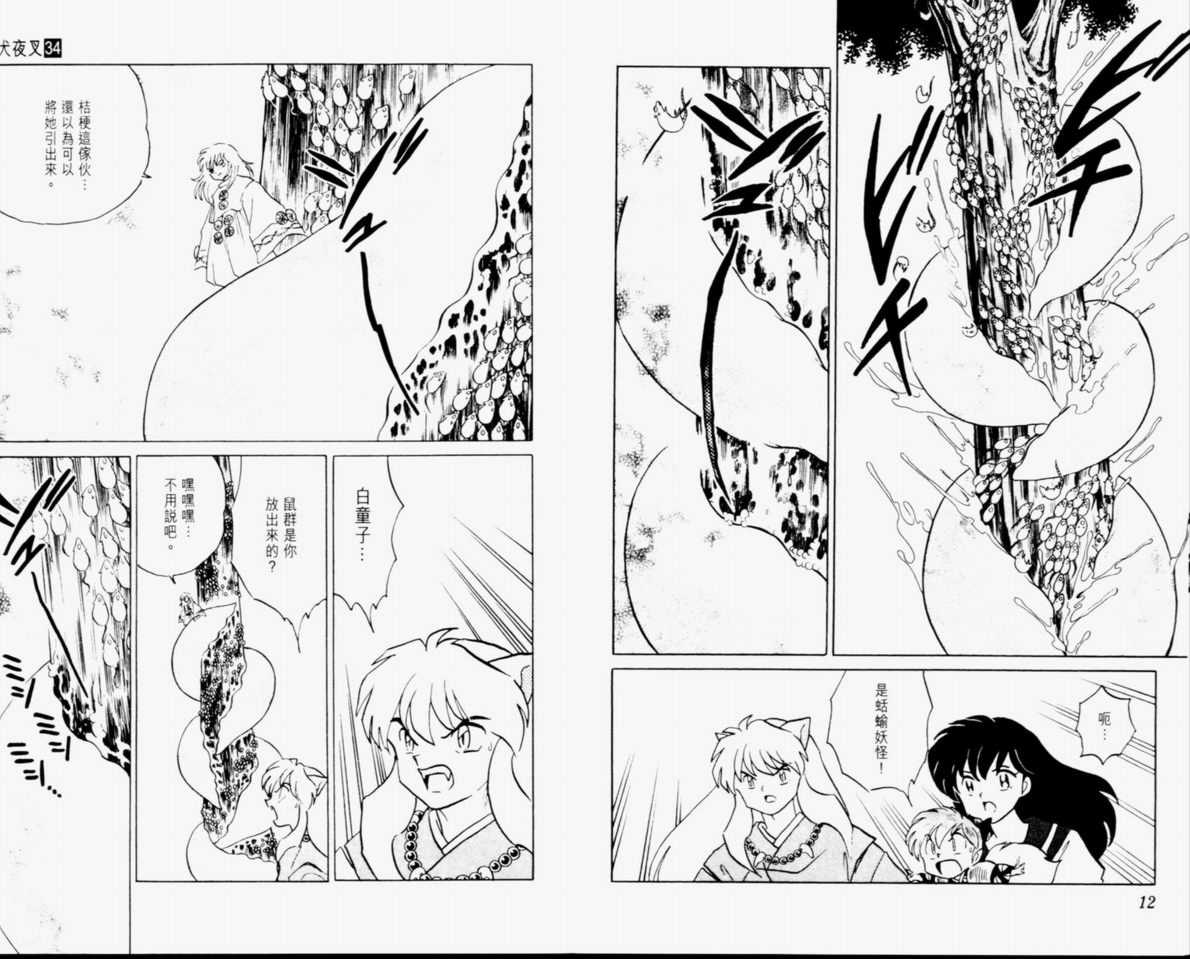 呃…
是蛞蝓妖怪！
12
犬夜叉34
桔梗這傢伙…
還以為可以
將她引出來。
白童子…
鼠群是你
放出來的？
嘿嘿嘿…
不用說吧。